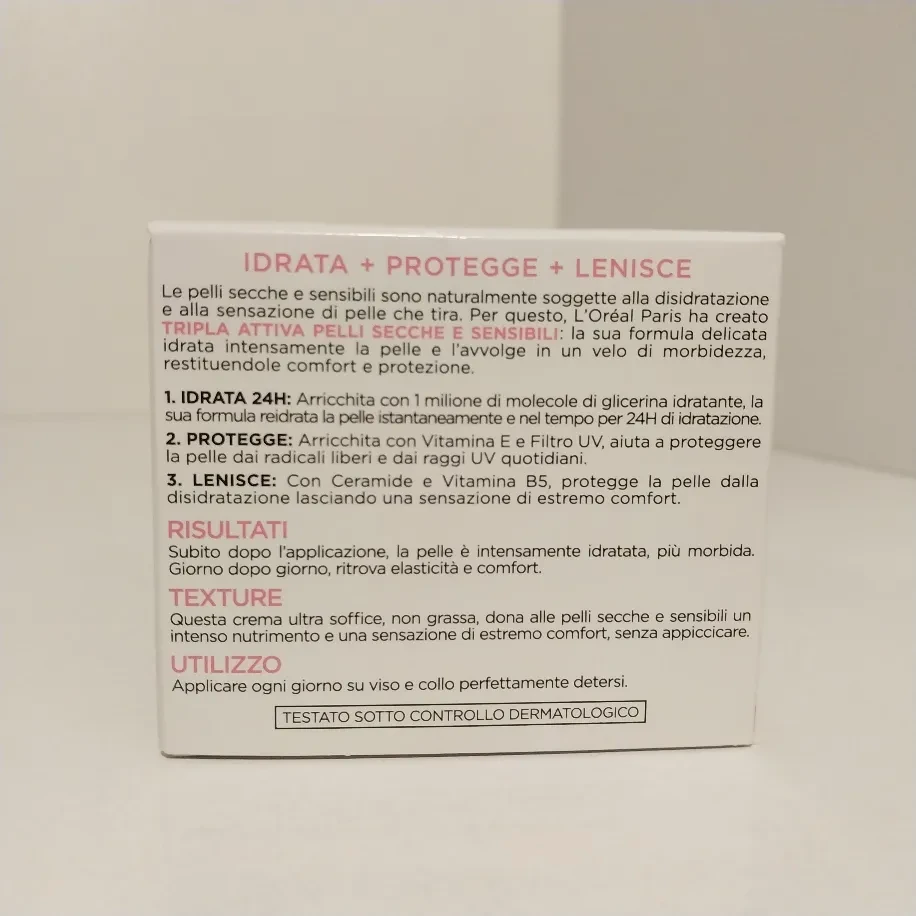 IDRATA + PROTEGGE + LENISCE
Le pelli secche e sensibili sono naturalmente soggette alla disidratazione
e alla sensazione di pelle che tira. Per questo, L'Oréal Paris ha creato
TRIPLA ATTIVA PELLI SECCHE E SENSIBILI: la sua formula delicata
idrata intensamente la pelle e l'avvolge in un velo di morbidezza,
restituendole comfort e protezione.
1. IDRATA 24H: Arricchita con 1 milione di molecole di glicerina idratante, la
sua formula reidrata la pelle istantaneamente e nel tempo per 24H di idratazione.
2. PROTEGGE: Arricchita con Vitamina E e Filtro UV, aiuta a proteggere
la pelle dai radicali liberi e dai raggi UV quotidiani.
3. LENISCE: Con Ceramide e Vitamina B5, protegge la pelle dalla
disidratazione lasciando una sensazione di estremo comfort.
RISULTATI
Subito dopo l'applicazione, la pelle è intensamente idratata, più morbida.
Giorno dopo giorno, ritrova elasticità e comfort.
TEXTURE
Questa crema ultra soffice, non grassa, dona alle pelli secche e sensibili un
intenso nutrimento e una sensazione di estremo comfort, senza appiccicare.
UTILIZZO
Applicare ogni giorno su viso e collo perfettamente detersi.
TESTATO SOTTO CONTROLLO DERMATOLOGICO